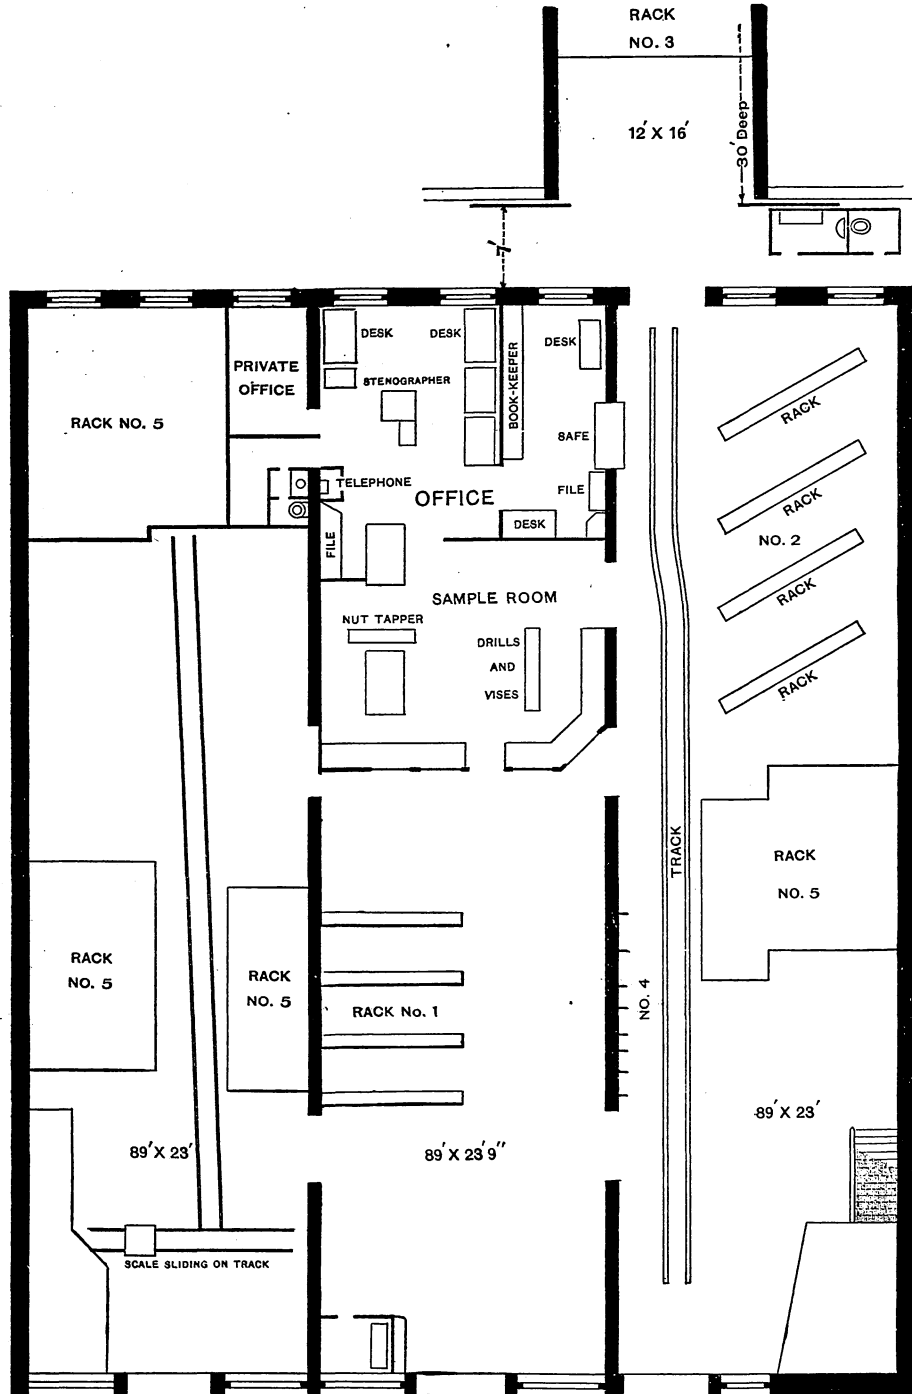 RACK
NO. 3
12' X 16'
30' Deep
7'
DESK
DESK
BOOK-KEEPER
DESK
PRIVATE
OFFICE
STENOGRAPHER
RACK
RACK NO. 5
SAFE
TELEPHONE
OFFICE
FILE
RACK
DESK
FILE
NO. 2
RACK
SAMPLE ROOM
NUT TAPPER
DRILLS
AND
VISES
RACK
TRACK
RACK
NO. 5
RACK
NO. 5
RACK
NO. 5
RACK No. 1
NO. 4
89' X 23'
89' X 23' 9"
89' X 23'
SCALE SLIDING ON TRACK